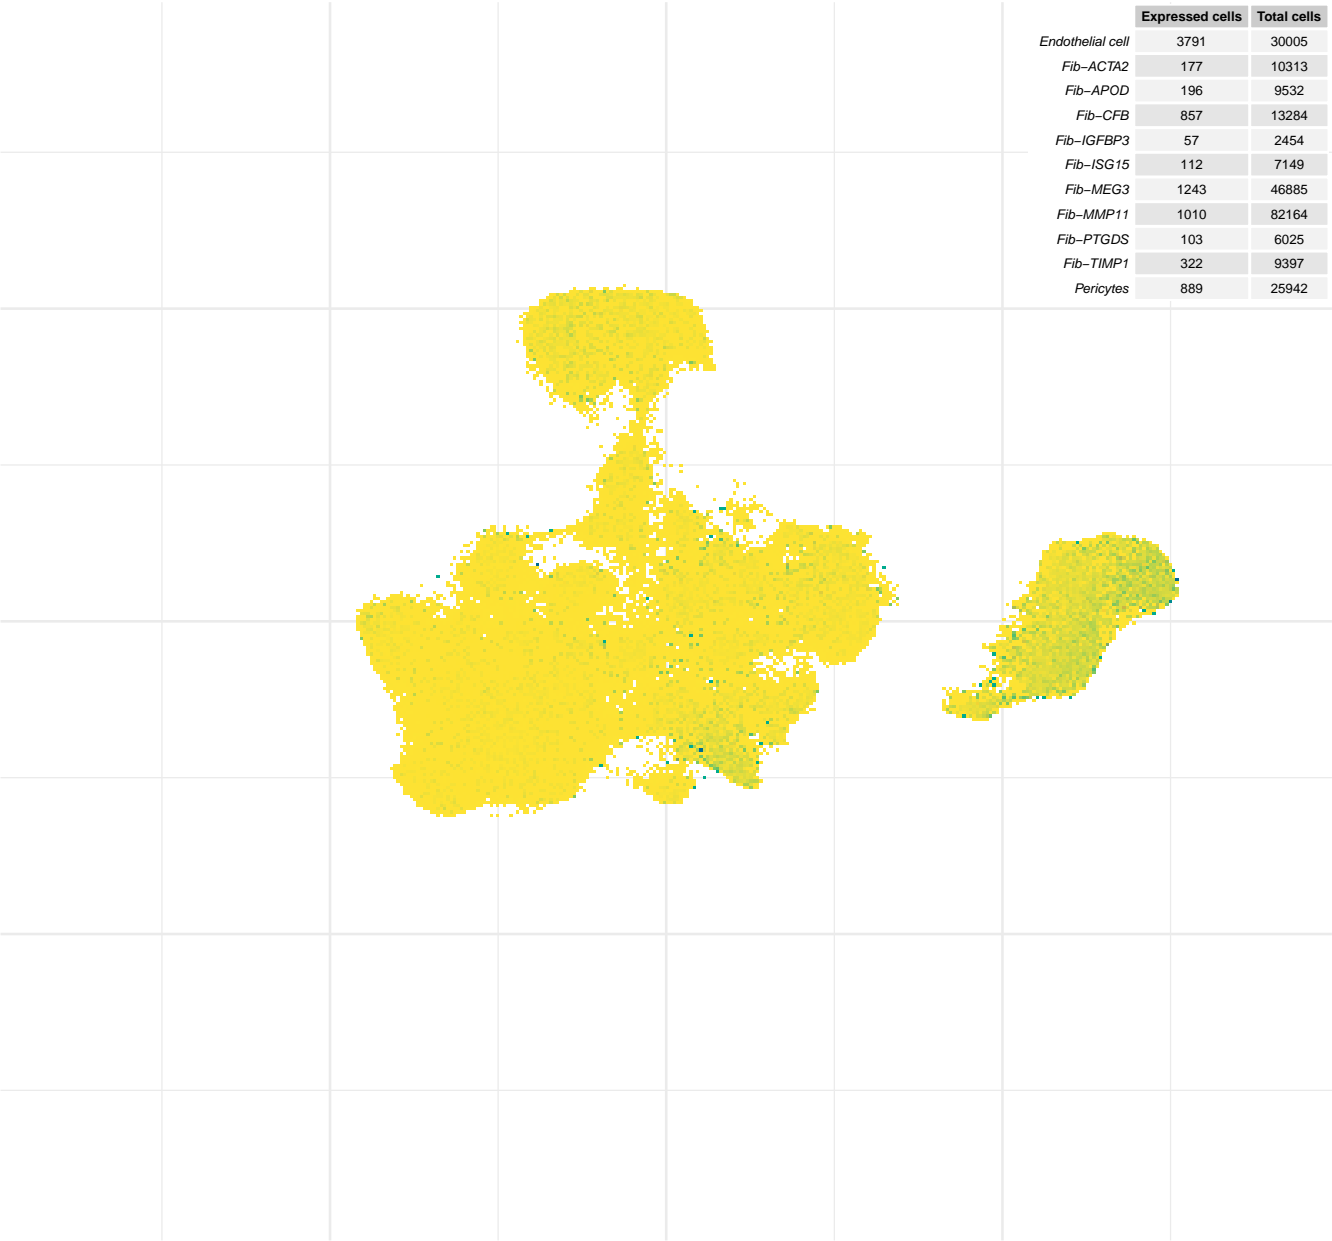 Expressed cells Total cells
Endothelial cell 3791 30005
Fib−ACTA2 177 10313
Fib−APOD 196 9532
Fib−CFB 857 13284
Fib−IGFBP3 57 2454
Fib−ISG15 112 7149
Fib−MEG3 1243 46885
Fib−MMP11 1010 82164
Fib−PTGDS 103 6025
Fib−TIMP1 322 9397
Pericytes 889 25942